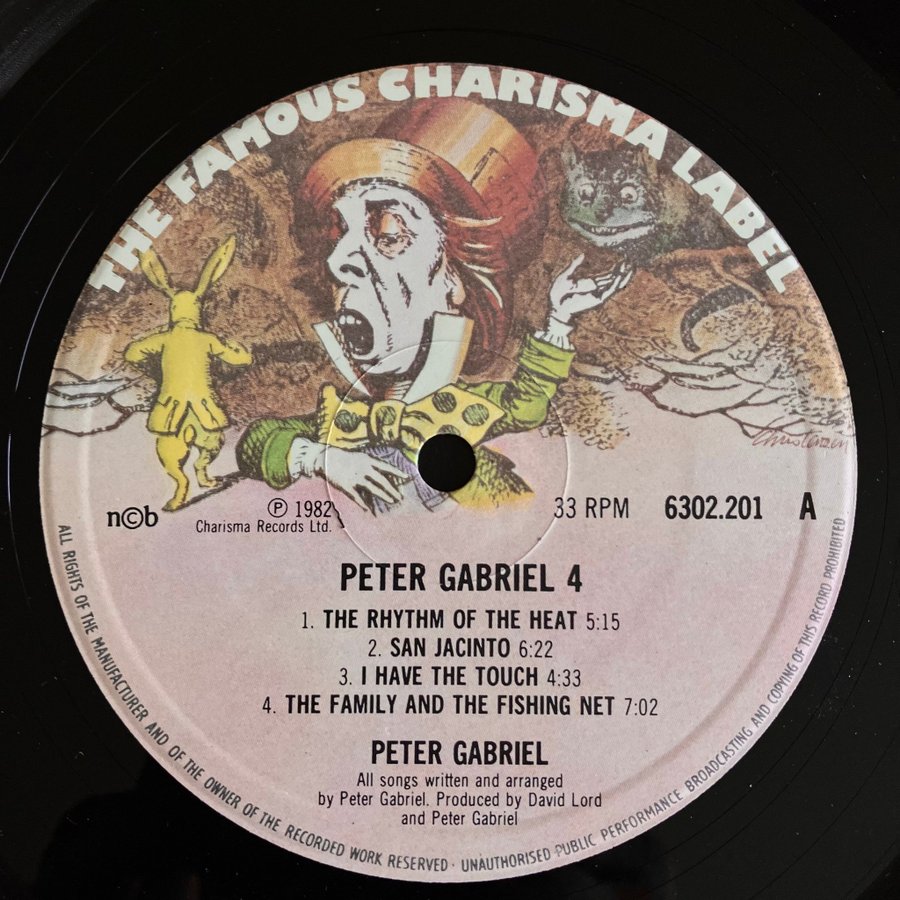 THE FAMOUS CHARISMA LABEL
Christensen
n©b
℗ 1982
Charisma Records Ltd.
33 RPM 6302.201 A
PETER GABRIEL 4
1. THE RHYTHM OF THE HEAT 5:15
2. SAN JACINTO 6:22
3. I HAVE THE TOUCH 4:33
4. THE FAMILY AND THE FISHING NET 7:02
PETER GABRIEL
All songs written and arranged
by Peter Gabriel. Produced by David Lord
and Peter Gabriel
ALL RIGHTS OF THE MANUFACTURER AND OF THE OWNER OF THE RECORDED WORK RESERVED · UNAUTHORISED PUBLIC PERFORMANCE BROADCASTING AND COPYING OF THIS RECORD PROHIBITED